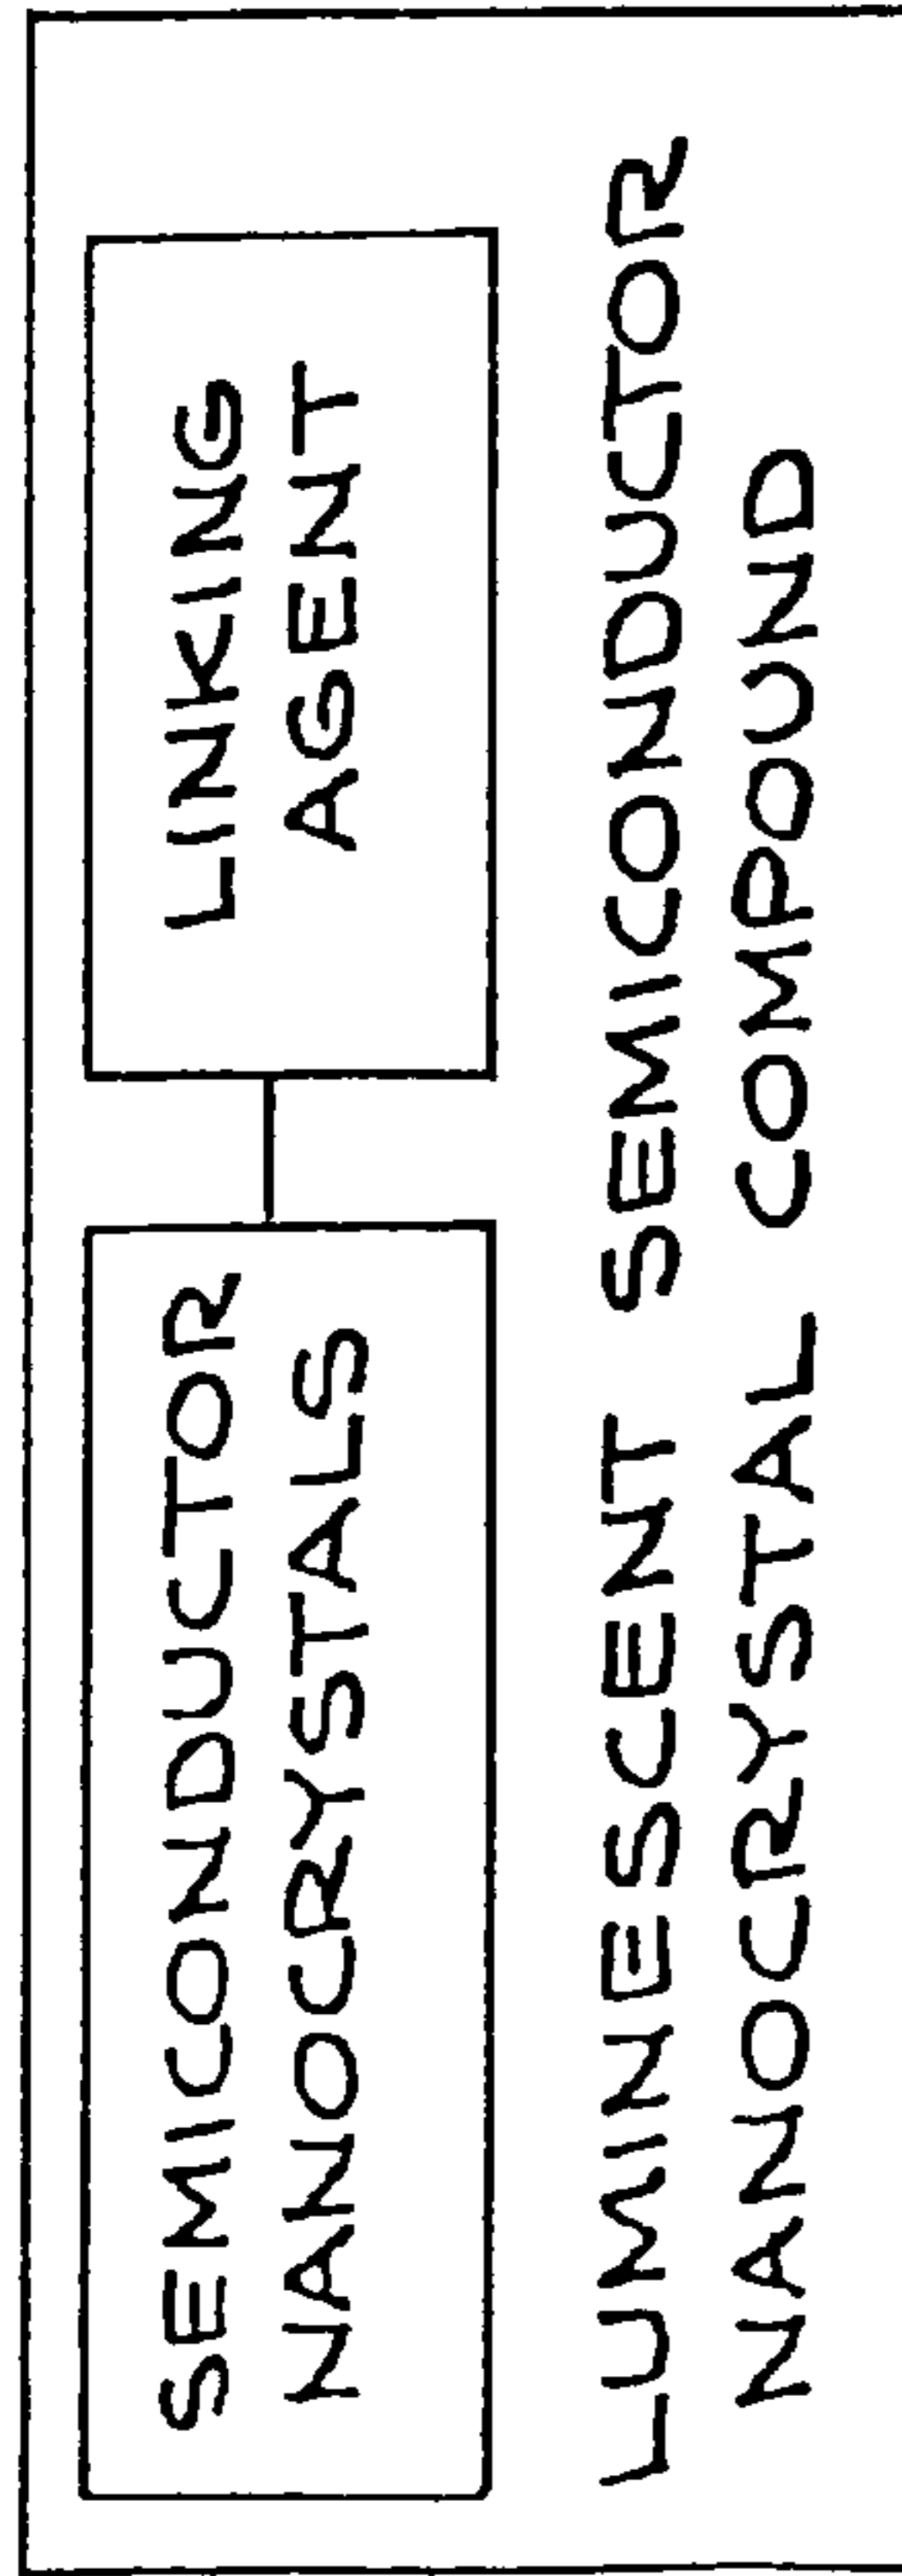 SEMICONDUCTOR
NANOCRYSTALS
LINKING
AGENT
LUMINESCENT SEMICONDUCTOR
NANOCRYSTAL COMPOUND